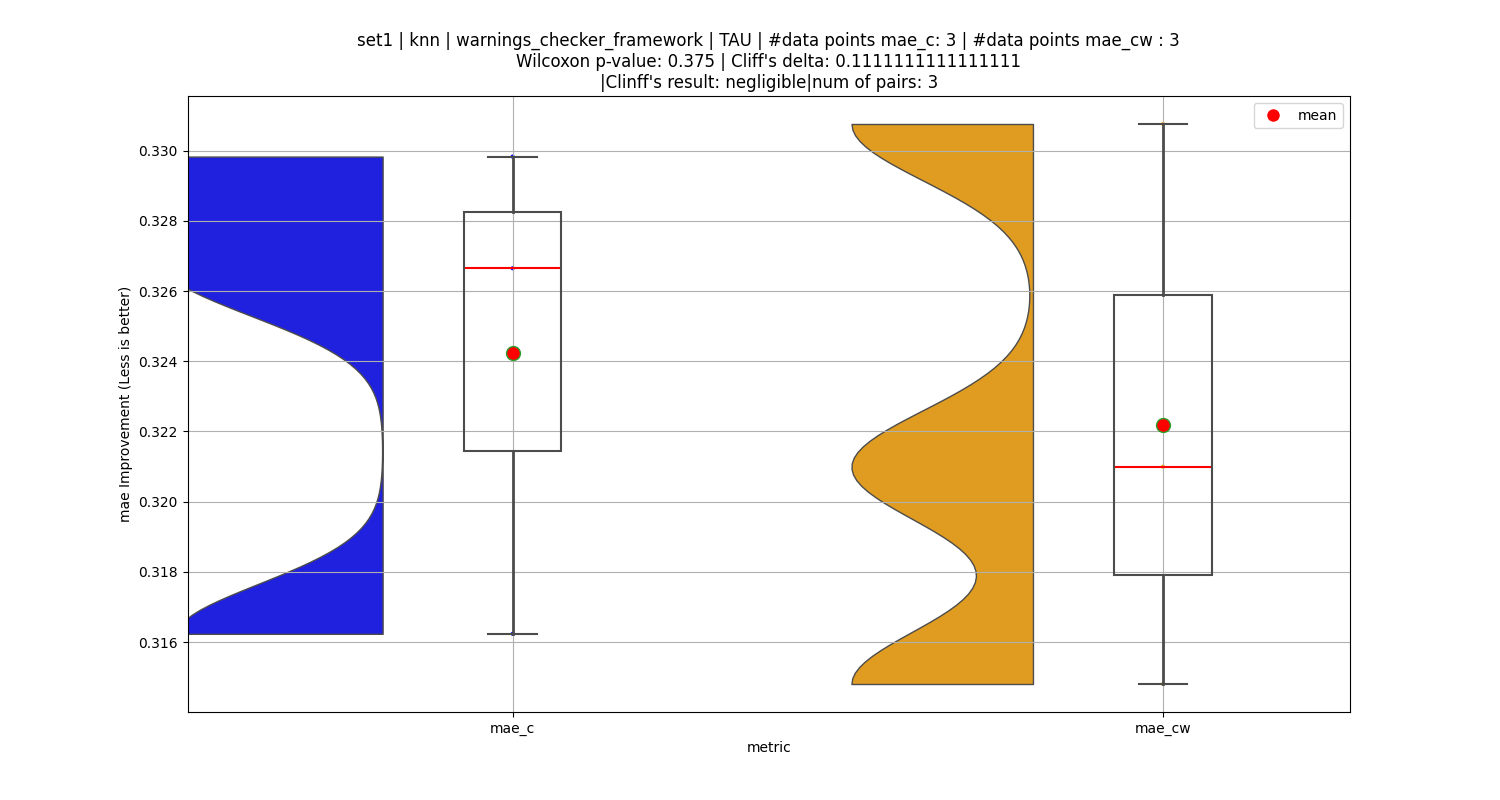 set1 | knn | warnings_checker_framework | TAU | #data points mae_c: 3 | #data points mae_cw : 3
Wilcoxon p-value: 0.375 | Cliff's delta: 0.1111111111111111
|Clinff's result: negligible|num of pairs: 3
mean
0.330
0.328
0.326
0.324
0.322
0.320
0.318
0.316
mae Improvement (Less is better)
mae_c
mae_cw
metric